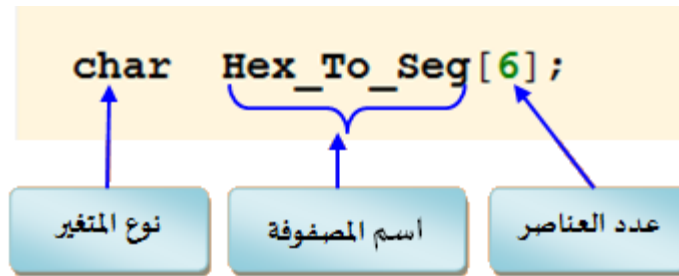 char Hex_To_Seg[6];
نوع المتغير
اسم المصفوفة
عدد العناصر